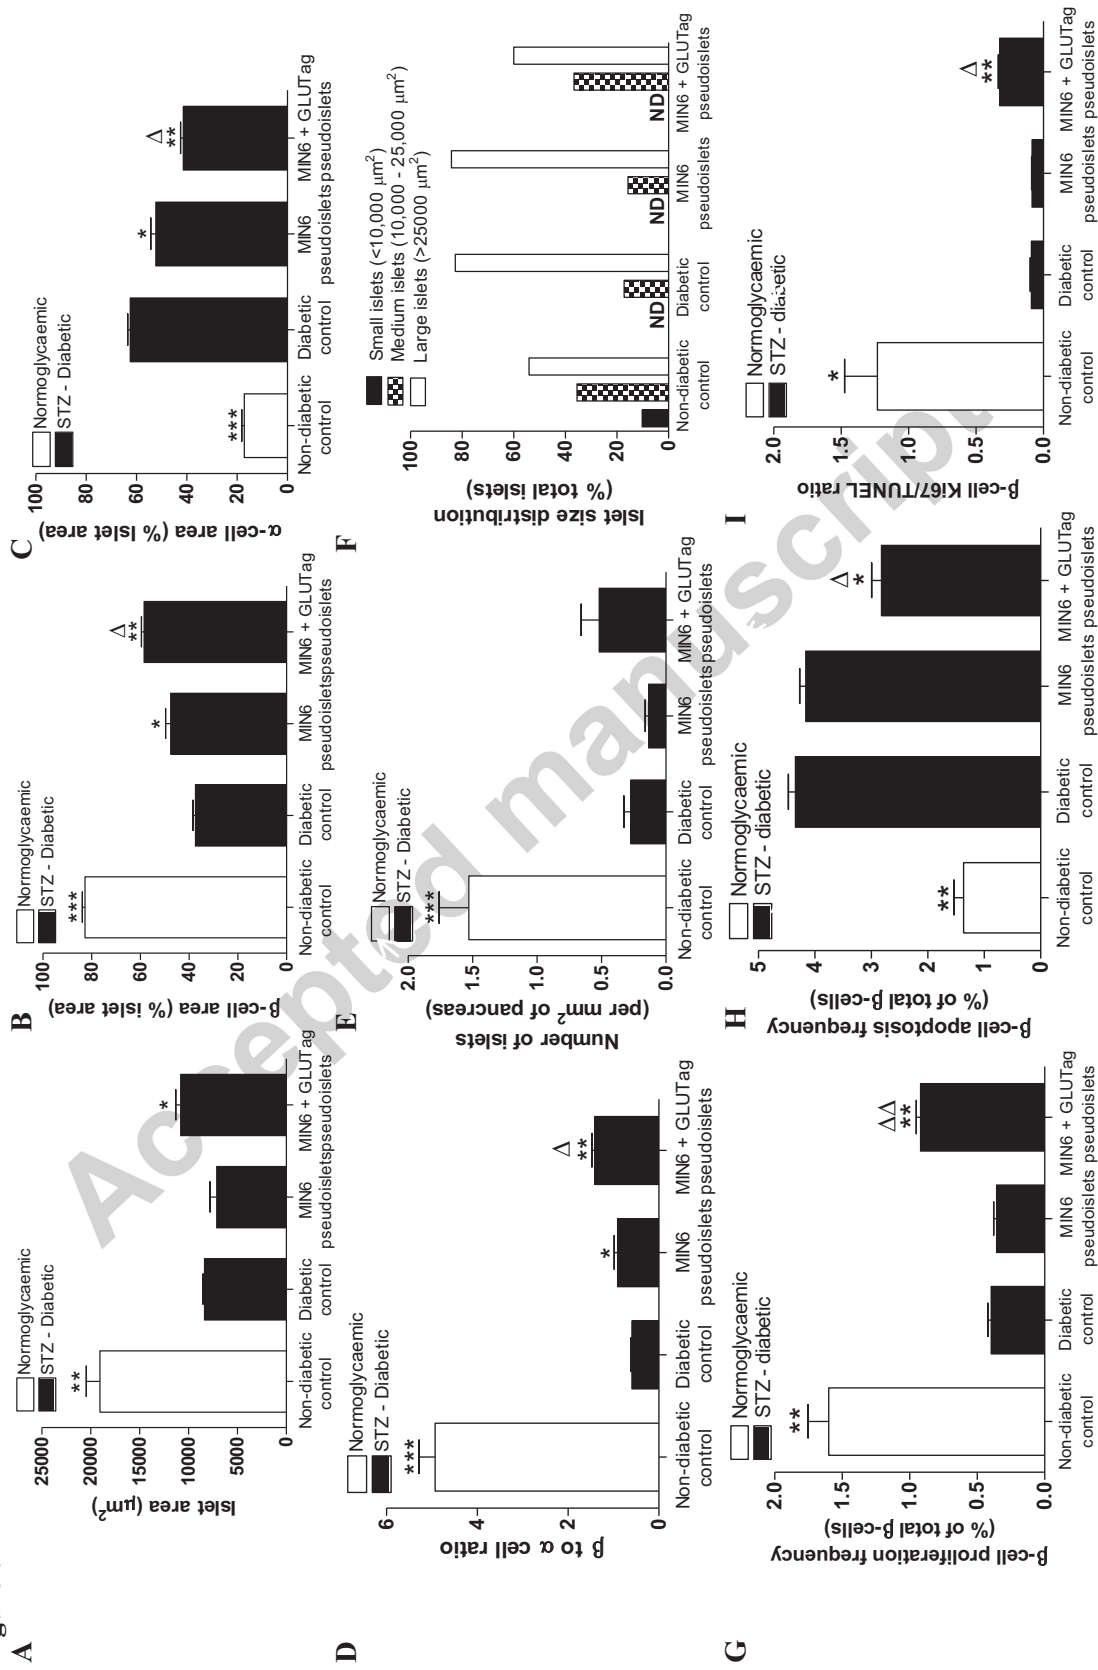 A
Normoglycaemic
STZ - Diabetic
Islet area (μm²)
25000
20000
15000
10000
5000
0
**
*
Non-diabetic control
Diabetic control
MIN6 pseudoislets
MIN6 + GLUTag pseudoislets
B
Normoglycaemic
STZ - Diabetic
β-cell area (% islet area)
100
80
60
40
20
0
***
*
Δ
**
Non-diabetic control
Diabetic control
MIN6 pseudoislets
MIN6 + GLUTag pseudoislets
C
Normoglycaemic
STZ - Diabetic
α-cell area (% Islet area)
100
80
60
40
20
0
***
*
Δ
**
Non-diabetic control
Diabetic control
MIN6 pseudoislets
MIN6 + GLUTag pseudoislets
D
Normoglycaemic
STZ - Diabetic
β to α cell ratio
6
4
2
0
***
*
Δ
**
Non-diabetic control
Diabetic control
MIN6 pseudoislets
MIN6 + GLUTag pseudoislets
E
Normoglycaemic
STZ - Diabetic
Number of islets
(per mm² of pancreas)
2.0
1.5
1.0
0.5
0.0
***
Non-diabetic control
Diabetic control
MIN6 pseudoislets
MIN6 + GLUTag pseudoislets
F
Small islets (<10,000 μm²)
Medium islets (10,000 - 25,000 μm²)
Large islets (>25000 μm²)
Islet size distribution
(% total islets)
100
80
60
40
20
0
ND
ND
ND
Non-diabetic control
Diabetic control
MIN6 pseudoislets
MIN6 + GLUTag pseudoislets
G
Normoglycaemic
STZ - diabetic
β-cell proliferation frequency
(% of total β-cells)
2.0
1.5
1.0
0.5
0.0
**
ΔΔ
**
Non-diabetic control
Diabetic control
MIN6 pseudoislets
MIN6 + GLUTag pseudoislets
H
Normoglycaemic
STZ - diabetic
β-cell apoptosis frequency
(% of total β-cells)
5
4
3
2
1
0
**
Δ
*
Non-diabetic control
Diabetic control
MIN6 pseudoislets
MIN6 + GLUTag pseudoislets
I
Normoglycaemic
STZ - diabetic
β-cell Ki67/TUNEL ratio
2.0
1.5
1.0
0.5
0.0
*
Δ
**
Non-diabetic control
Diabetic control
MIN6 pseudoislets
MIN6 + GLUTag pseudoislets
Accepted manuscript